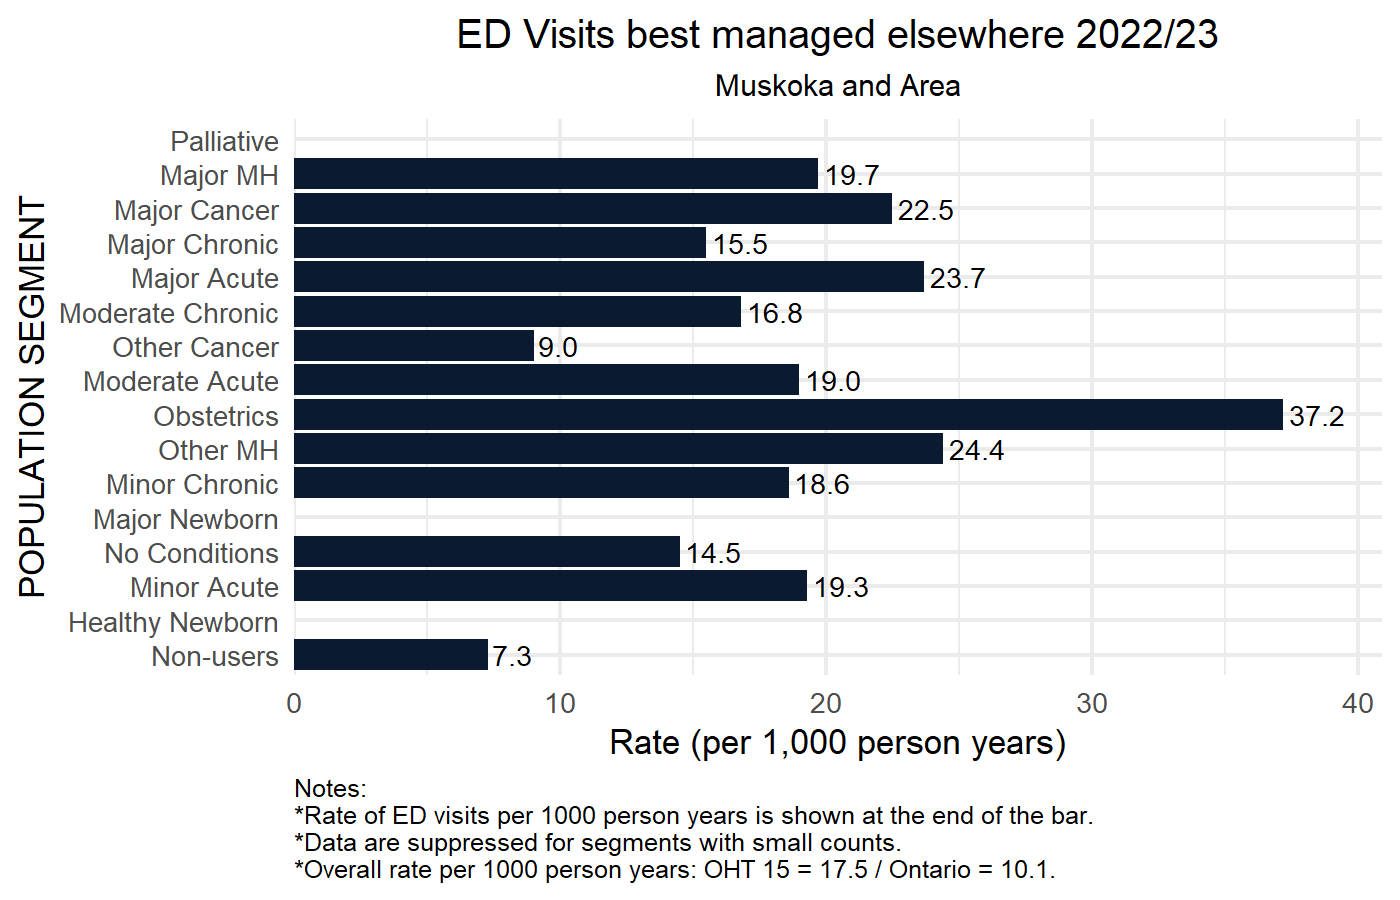 ED Visits best managed elsewhere 2022/23
Muskoka and Area
POPULATION SEGMENT
Palliative
Major MH 19.7
Major Cancer 22.5
Major Chronic 15.5
Major Acute 23.7
Moderate Chronic 16.8
Other Cancer 9.0
Moderate Acute 19.0
Obstetrics 37.2
Other MH 24.4
Minor Chronic 18.6
Major Newborn
No Conditions 14.5
Minor Acute 19.3
Healthy Newborn
Non-users 7.3
0 10 20 30 40
Rate (per 1,000 person years)
Notes:
*Rate of ED visits per 1000 person years is shown at the end of the bar.
*Data are suppressed for segments with small counts.
*Overall rate per 1000 person years: OHT 15 = 17.5 / Ontario = 10.1.